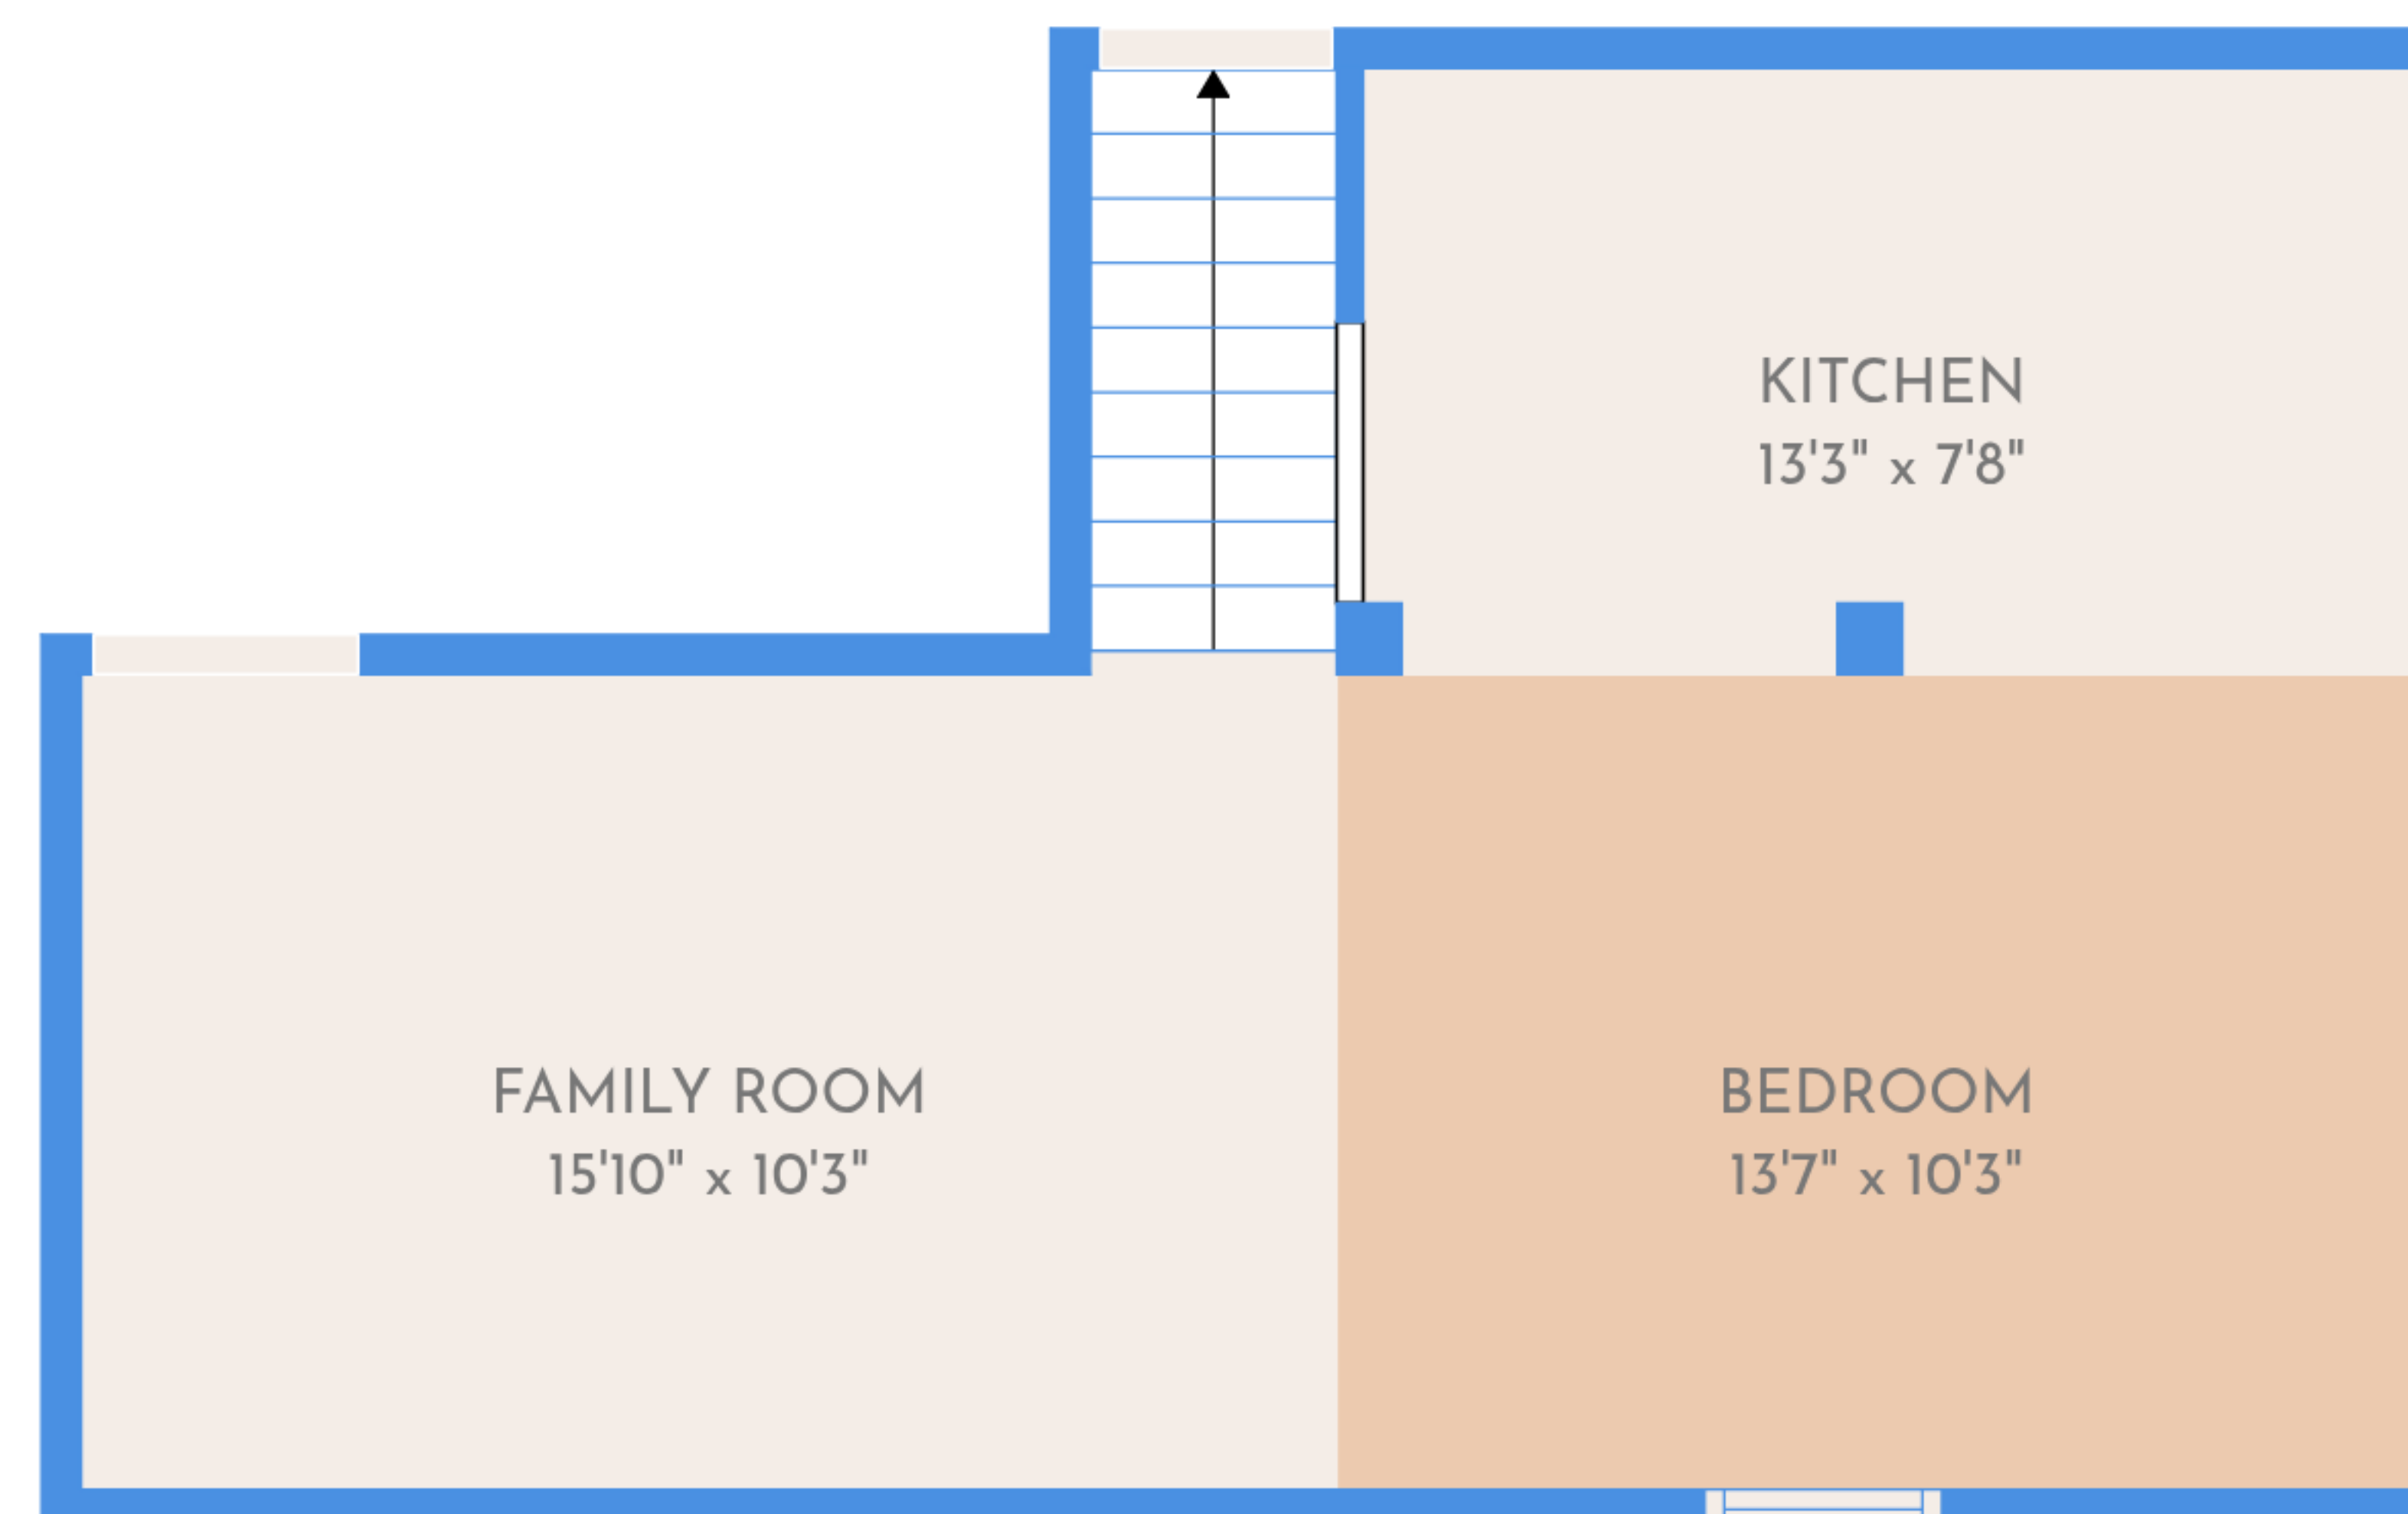 KITCHEN
13'3" x 7'8"
FAMILY ROOM
15'10" x 10'3"
BEDROOM
13'7" x 10'3"